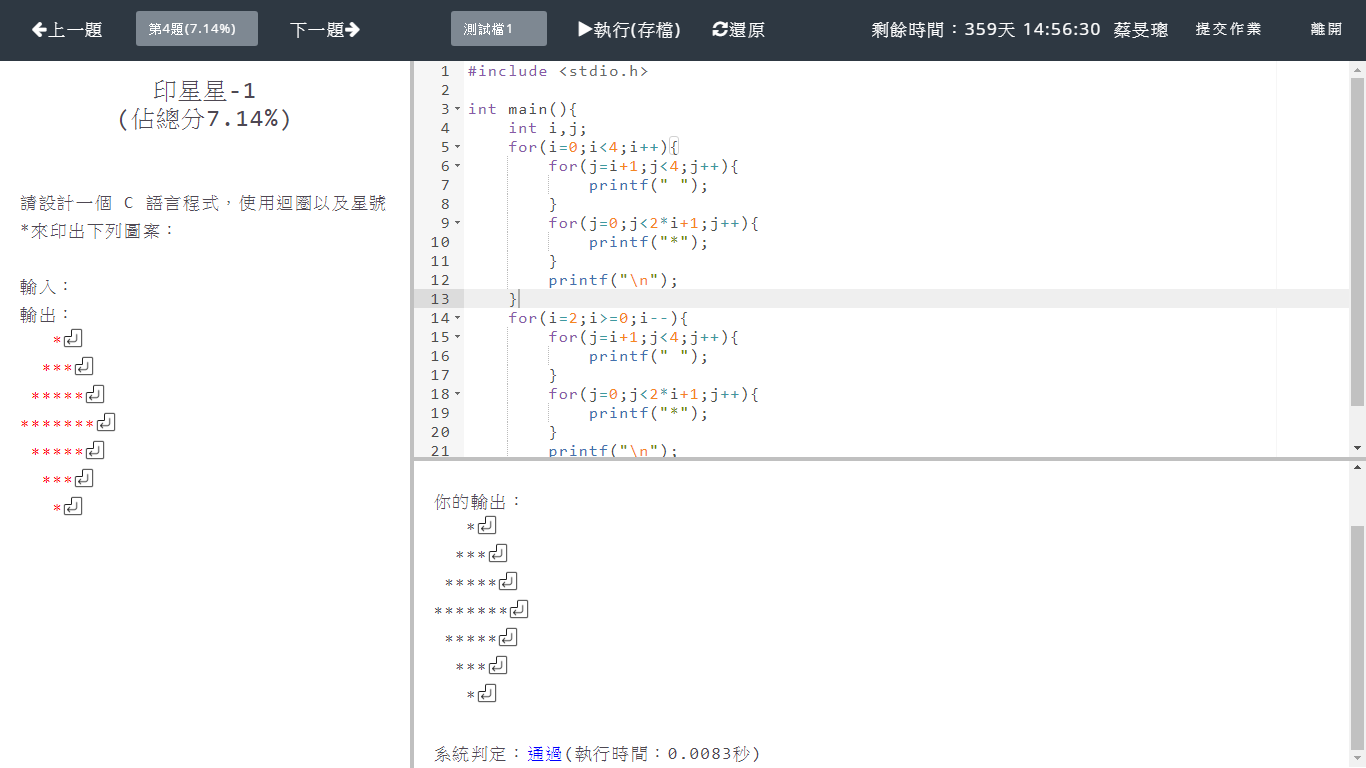 上一題 第4題(7.14%) 下一題 測試檔1 執行(存檔) 還原 剩餘時間：359天 14:56:30 蔡旻璁 提交作業 離開
印星星-1
(佔總分7.14%)
請設計一個 C 語言程式，使用迴圈以及星號
*來印出下列圖案：
輸入：
輸出：
   *
  ***
 *****
*******
 *****
  ***
   *
1 #include <stdio.h>
2
3 int main(){
4     int i,j;
5     for(i=0;i<4;i++){
6         for(j=i+1;j<4;j++){
7             printf(" ");
8         }
9         for(j=0;j<2*i+1;j++){
10             printf("*");
11         }
12         printf("\n");
13     }
14     for(i=2;i>=0;i--){
15         for(j=i+1;j<4;j++){
16             printf(" ");
17         }
18         for(j=0;j<2*i+1;j++){
19             printf("*");
20         }
21         printf("\n");
你的輸出：
   *
  ***
 *****
*******
 *****
  ***
   *
系統判定：通過(執行時間：0.0083秒)